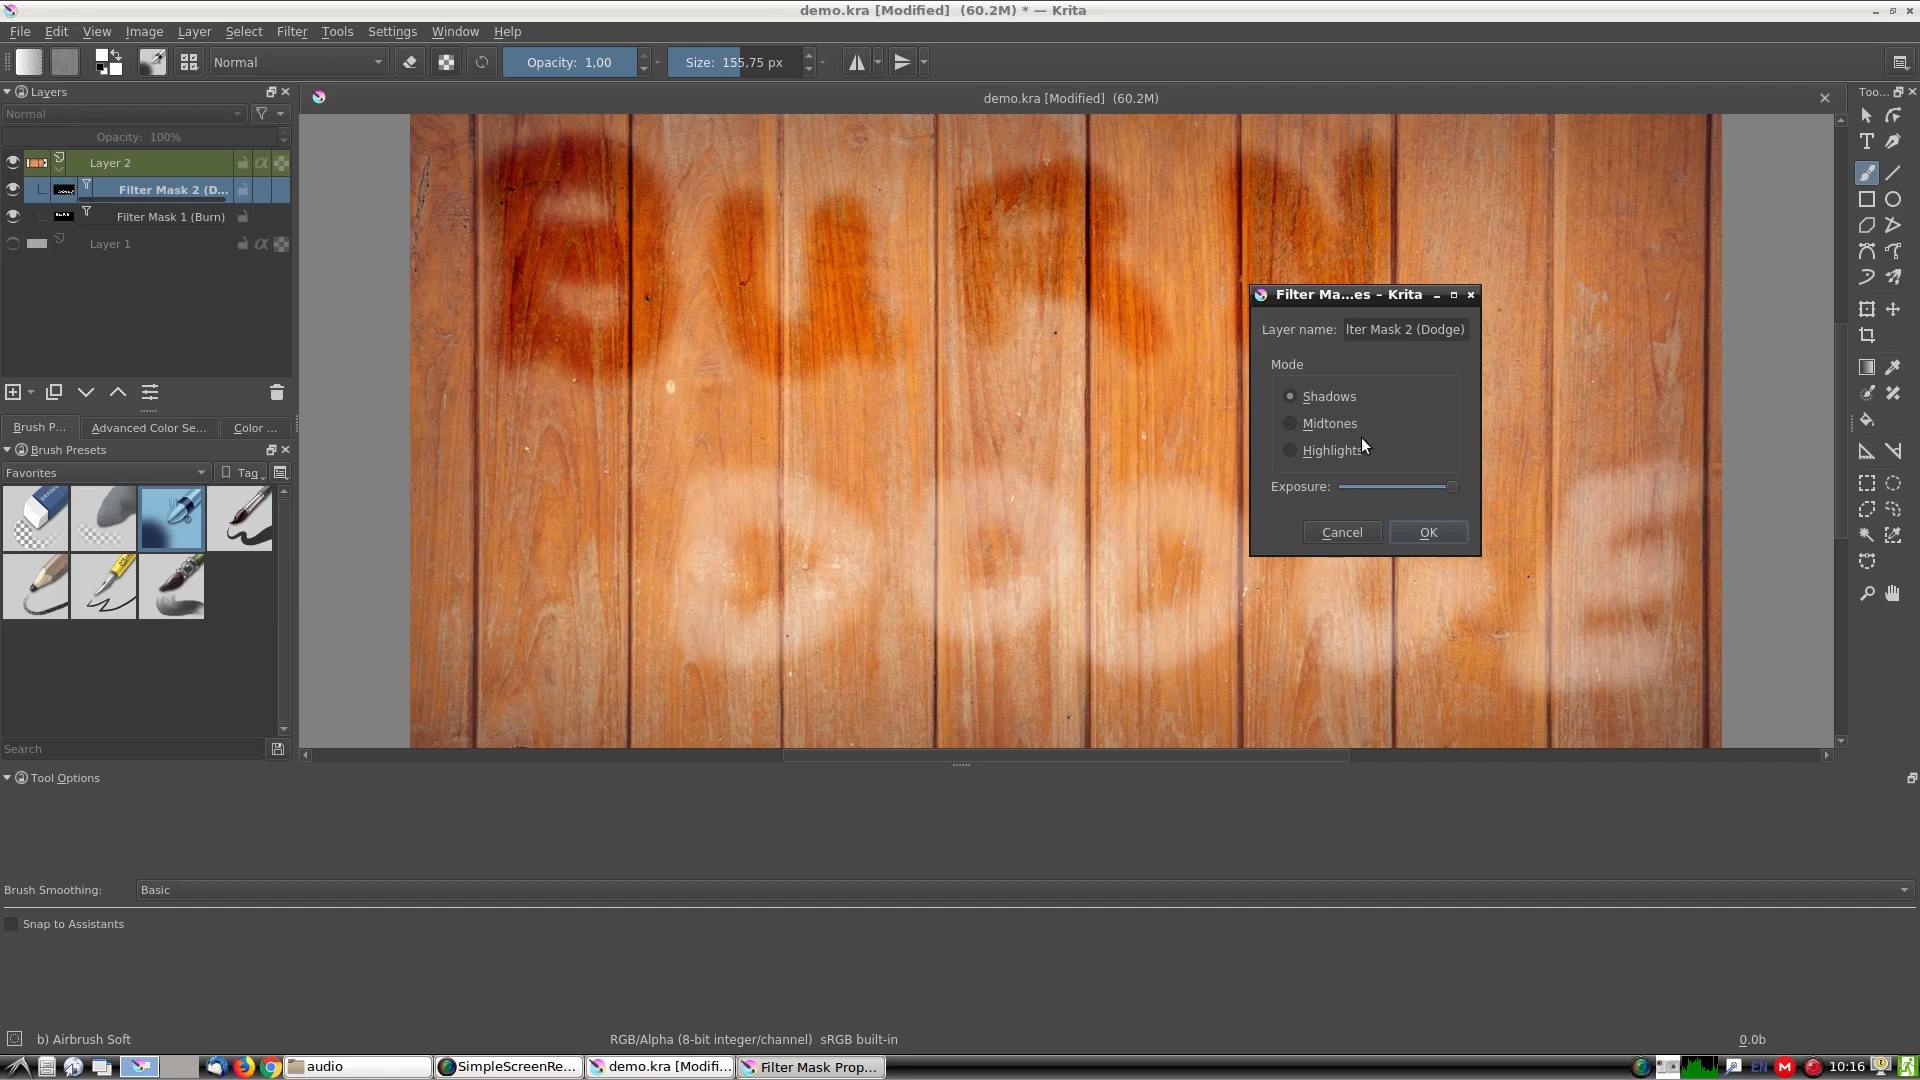 demo.kra [Modified]  (60.2M) * — Krita
File Edit View Image Layer Select Filter Tools Settings Window Help
Normal
Opacity: 1,00
Size: 155,75 px
Layers
Normal
Opacity: 100%
Layer 2
Filter Mask 2 (D...
Filter Mask 1 (Burn)
Layer 1
Brush P...
Advanced Color Se...
Color ...
Brush Presets
Favorites
Tag
Search
demo.kra [Modified]  (60.2M)
Burn
Dodge
Filter Ma...es – Krita
Layer name: lter Mask 2 (Dodge)
Mode
Shadows
Midtones
Highlights
Exposure:
Cancel
OK
Too...
Tool Options
Brush Smoothing: Basic
Snap to Assistants
b) Airbrush Soft
RGB/Alpha (8-bit integer/channel)  sRGB built-in
0.0b
audio
SimpleScreenRe...
demo.kra [Modifi...
Filter Mask Prop...
EN
M
10:16